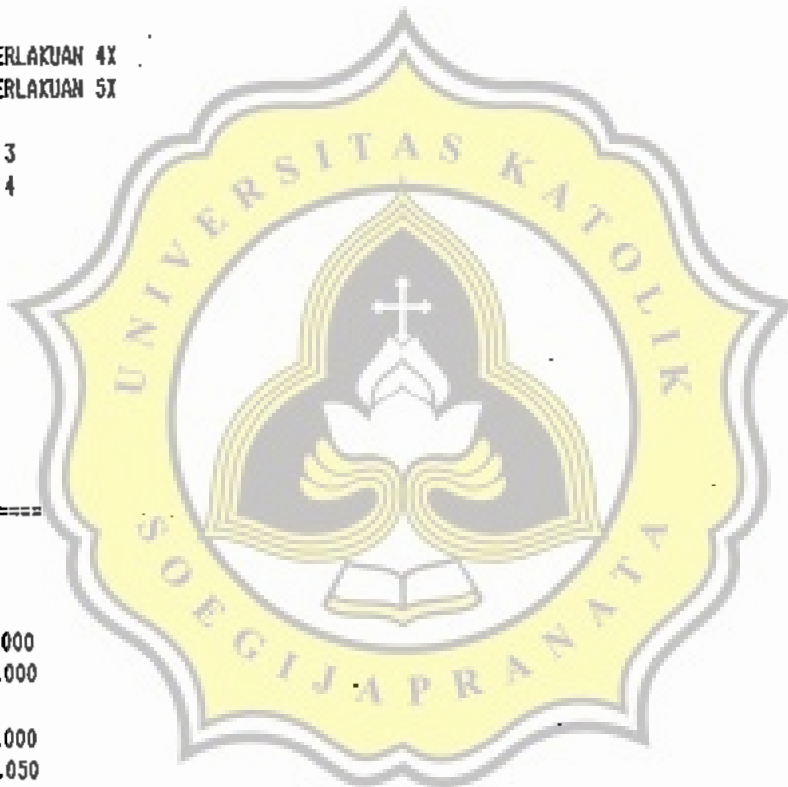 ERLAKUAN 4X
ERLAKUAN 5X
3
4
UNIVERSITAS KATOLIK
SOEGIJAPRANATA
====
000
.000
.000
.050